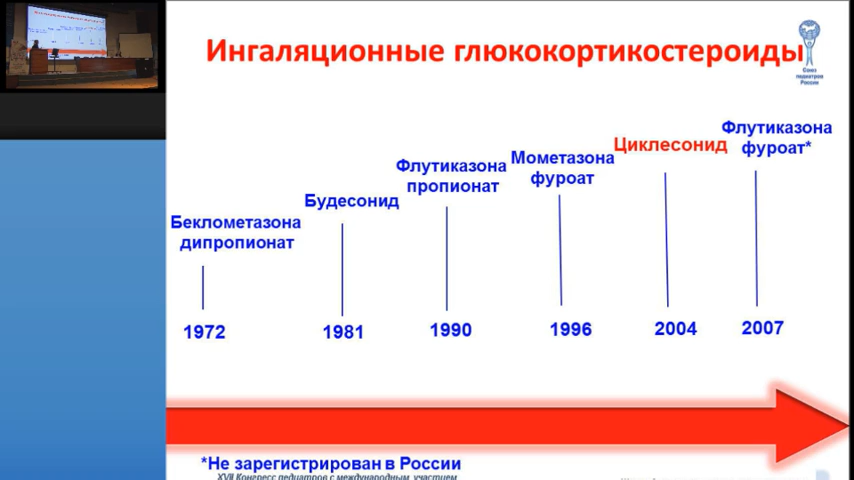 Ингаляционные глюкокортикостероиды
Союз
педиатров
России
Беклометазона
дипропионат
Будесонид
Флутиказона
пропионат
Мометазона
фуроат
Циклесонид
Флутиказона
фуроат*
1972
1981
1990
1996
2004
2007
*Не зарегистрирован в России
XVII Конгресс педиатров с международным участием